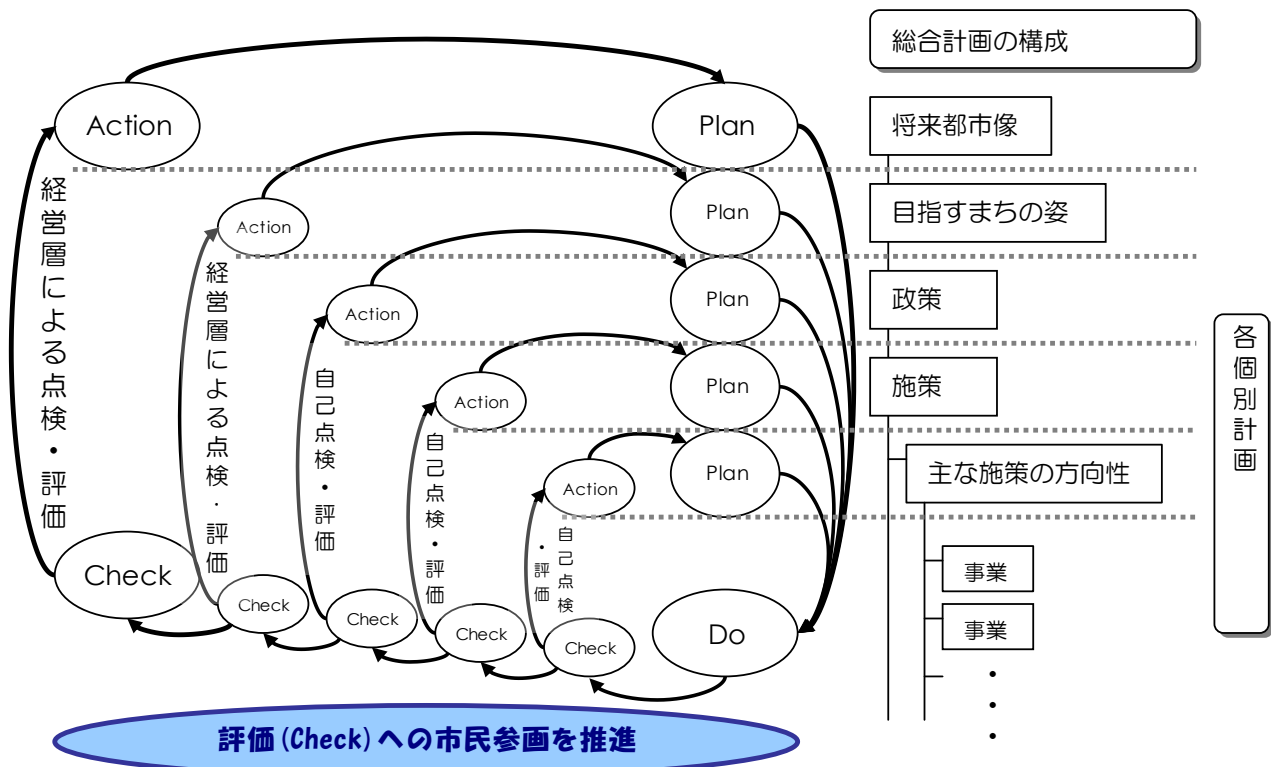 総合計画の構成
Action
Plan
将来都市像
経営層による点検・評価
Action
Plan
目指すまちの姿
経営層による点検・評価
Action
Plan
政策
自己点検・評価
Action
Plan
施策
自己点検・評価
Action
Plan
主な施策の方向性
自己点検・評価
各個別計画
Check
Check
Check
Check
Check
Do
事業
事業
・
・
・
評価(Check)への市民参画を推進